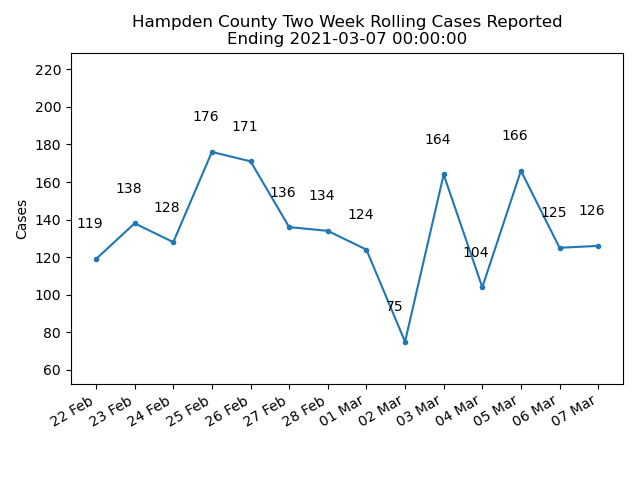 Hampden County Two Week Rolling Cases Reported
Ending 2021-03-07 00:00:00
Cases
220
200
180
160
140
120
100
80
60
119
138
128
176
171
136
134
124
75
164
104
166
125
126
22 Feb
23 Feb
24 Feb
25 Feb
26 Feb
27 Feb
28 Feb
01 Mar
02 Mar
03 Mar
04 Mar
05 Mar
06 Mar
07 Mar